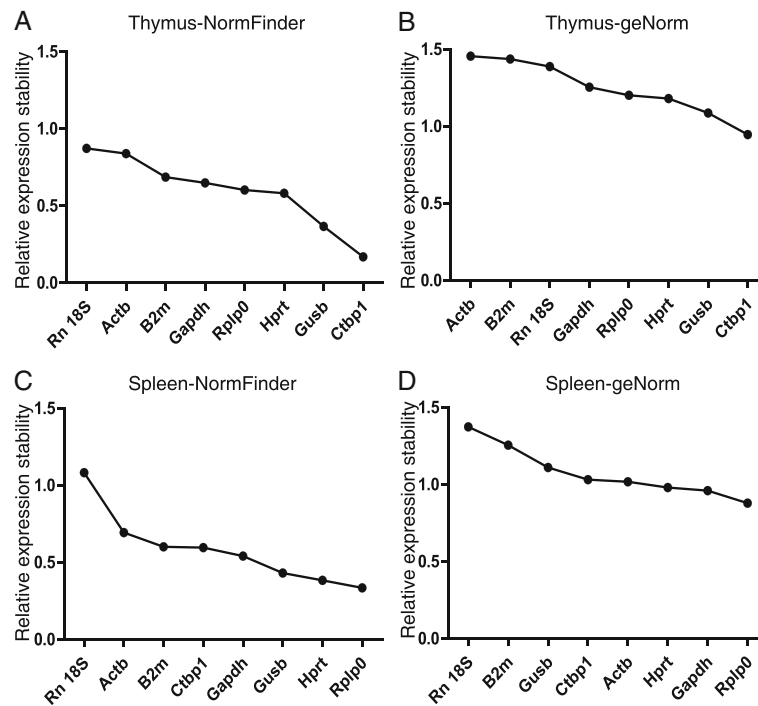 A
Thymus-NormFinder
Relative expression stability
1.5
1.0
0.5
0.0
Rn 18S
Actb
B2m
Gapdh
Rplp0
Hprt
Gusb
Ctbp1
B
Thymus-geNorm
Relative expression stability
1.5
1.0
0.5
0.0
Actb
B2m
Rn 18S
Gapdh
Rplp0
Hprt
Gusb
Ctbp1
C
Spleen-NormFinder
Relative expression stability
1.5
1.0
0.5
0.0
Rn 18S
Actb
B2m
Ctbp1
Gapdh
Gusb
Hprt
Rplp0
D
Spleen-geNorm
Relative expression stability
1.5
1.0
0.5
0.0
Rn 18S
B2m
Gusb
Ctbp1
Actb
Hprt
Gapdh
Rplp0